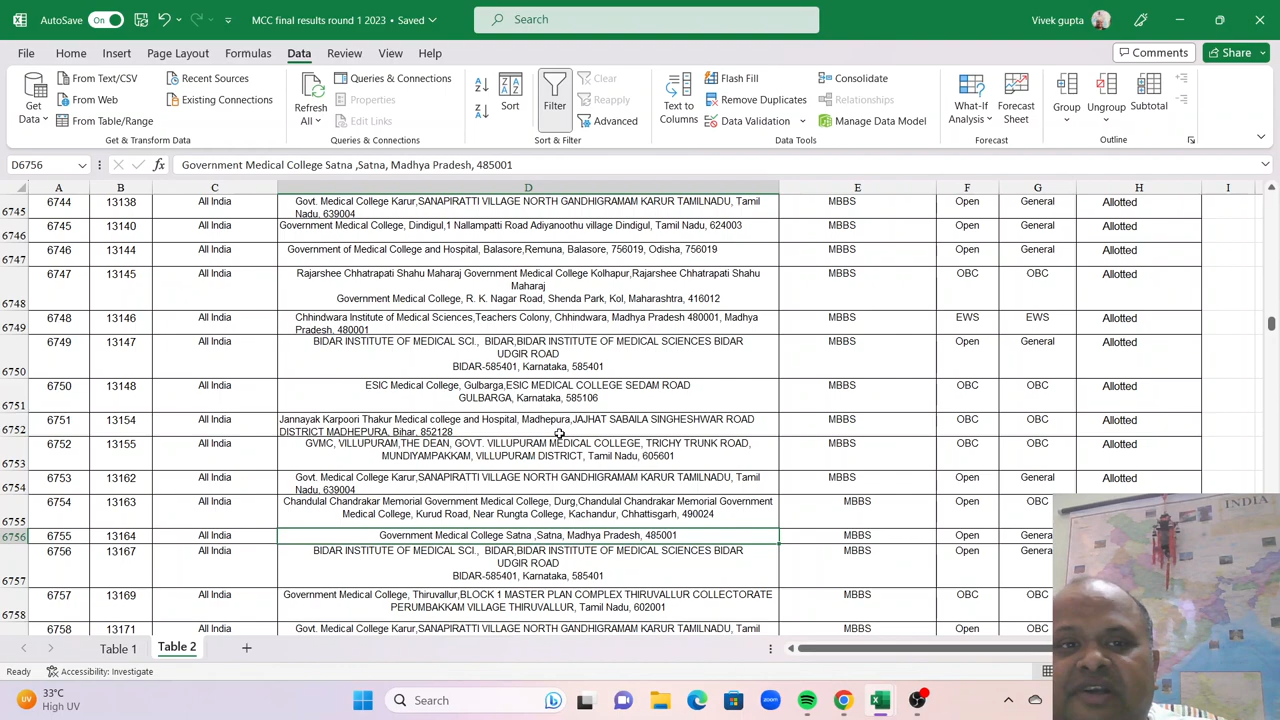 AutoSave On MCC final results round 1 2023 • Saved Search Vivek gupta
File Home Insert Page Layout Formulas Data Review View Help Comments Share
Get Data From Text/CSV From Web From Table/Range Recent Sources Existing Connections
Refresh All Queries & Connections Properties Edit Links
Sort Filter Clear Reapply Advanced
Text to Columns Flash Fill Remove Duplicates Data Validation Consolidate Relationships Manage Data Model
What-If Analysis Forecast Sheet Group Ungroup Subtotal
Get & Transform Data Queries & Connections Sort & Filter Data Tools Forecast Outline
D6756 fx Government Medical College Satna ,Satna, Madhya Pradesh, 485001
A B C D E F G H I
6745 6744 13138 All India Govt. Medical College Karur,SANAPIRATTI VILLAGE NORTH GANDHIGRAMAM KARUR TAMILNADU, Tamil MBBS Open General Allotted
Nadu, 639004
6746 6745 13140 All India Government Medical College, Dindigul,1 Nallampatti Road Adiyanoothu village Dindigul, Tamil Nadu, 624003 MBBS Open General Allotted
6747 6746 13144 All India Government of Medical College and Hospital, Balasore,Remuna, Balasore, 756019, Odisha, 756019 MBBS Open General Allotted
6748 6747 13145 All India Rajarshee Chhatrapati Shahu Maharaj Government Medical College Kolhapur,Rajarshee Chhatrapati Shahu MBBS OBC OBC Allotted
Maharaj
Government Medical College, R. K. Nagar Road, Shenda Park, Kol, Maharashtra, 416012
6749 6748 13146 All India Chhindwara Institute of Medical Sciences,Teachers Colony, Chhindwara, Madhya Pradesh 480001, Madhya MBBS EWS EWS Allotted
Pradesh, 480001
6750 6749 13147 All India BIDAR INSTITUTE OF MEDICAL SCI., BIDAR,BIDAR INSTITUTE OF MEDICAL SCIENCES BIDAR MBBS Open General Allotted
UDGIR ROAD
BIDAR-585401, Karnataka, 585401
6751 6750 13148 All India ESIC Medical College, Gulbarga,ESIC MEDICAL COLLEGE SEDAM ROAD MBBS OBC OBC Allotted
GULBARGA, Karnataka, 585106
6752 6751 13154 All India Jannayak Karpoori Thakur Medical college and Hospital, Madhepura,JAJHAT SABAILA SINGHESHWAR ROAD MBBS OBC OBC Allotted
DISTRICT MADHEPURA, Bihar, 852128
6753 6752 13155 All India GVMC, VILLUPURAM,THE DEAN, GOVT. VILLUPURAM MEDICAL COLLEGE, TRICHY TRUNK ROAD, MBBS OBC OBC Allotted
MUNDIYAMPAKKAM, VILLUPURAM DISTRICT, Tamil Nadu, 605601
6754 6753 13162 All India Govt. Medical College Karur,SANAPIRATTI VILLAGE NORTH GANDHIGRAMAM KARUR TAMILNADU, Tamil MBBS Open General Allotted
Nadu, 639004
6755 6754 13163 All India Chandulal Chandrakar Memorial Government Medical College, Durg,Chandulal Chandrakar Memorial Government MBBS Open OBC
Medical College, Kurud Road, Near Rungta College, Kachandur, Chhattisgarh, 490024
6756 6755 13164 All India Government Medical College Satna ,Satna, Madhya Pradesh, 485001 MBBS Open Genera
6757 6756 13167 All India BIDAR INSTITUTE OF MEDICAL SCI., BIDAR,BIDAR INSTITUTE OF MEDICAL SCIENCES BIDAR MBBS Open Genera
UDGIR ROAD
BIDAR-585401, Karnataka, 585401
6758 6757 13169 All India Government Medical College, Thiruvallur,BLOCK 1 MASTER PLAN COMPLEX THIRUVALLUR COLLECTORATE MBBS OBC OBC
PERUMBAKKAM VILLAGE THIRUVALLUR, Tamil Nadu, 602001
6758 13171 All India Govt. Medical College Karur,SANAPIRATTI VILLAGE NORTH GANDHIGRAMAM KARUR TAMILNADU, Tamil MBBS Open Genera
INDIA
Table 1 Table 2
Ready Accessibility: Investigate
33°C
High UV
UV
Search